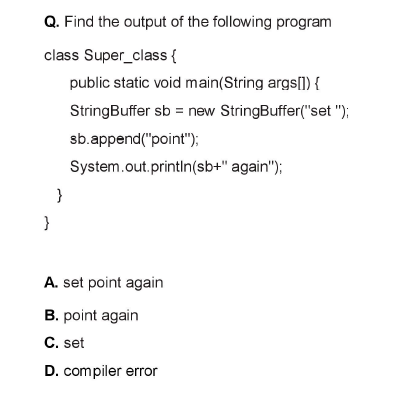 Q. Find the output of the following program
class Super_class {
public static void main(String args[]) {
StringBuffer sb = new StringBuffer("set ");
sb.append("point");
System.out.println(sb+" again");
}
}
A. set point again
B. point again
C. set
D. compiler error